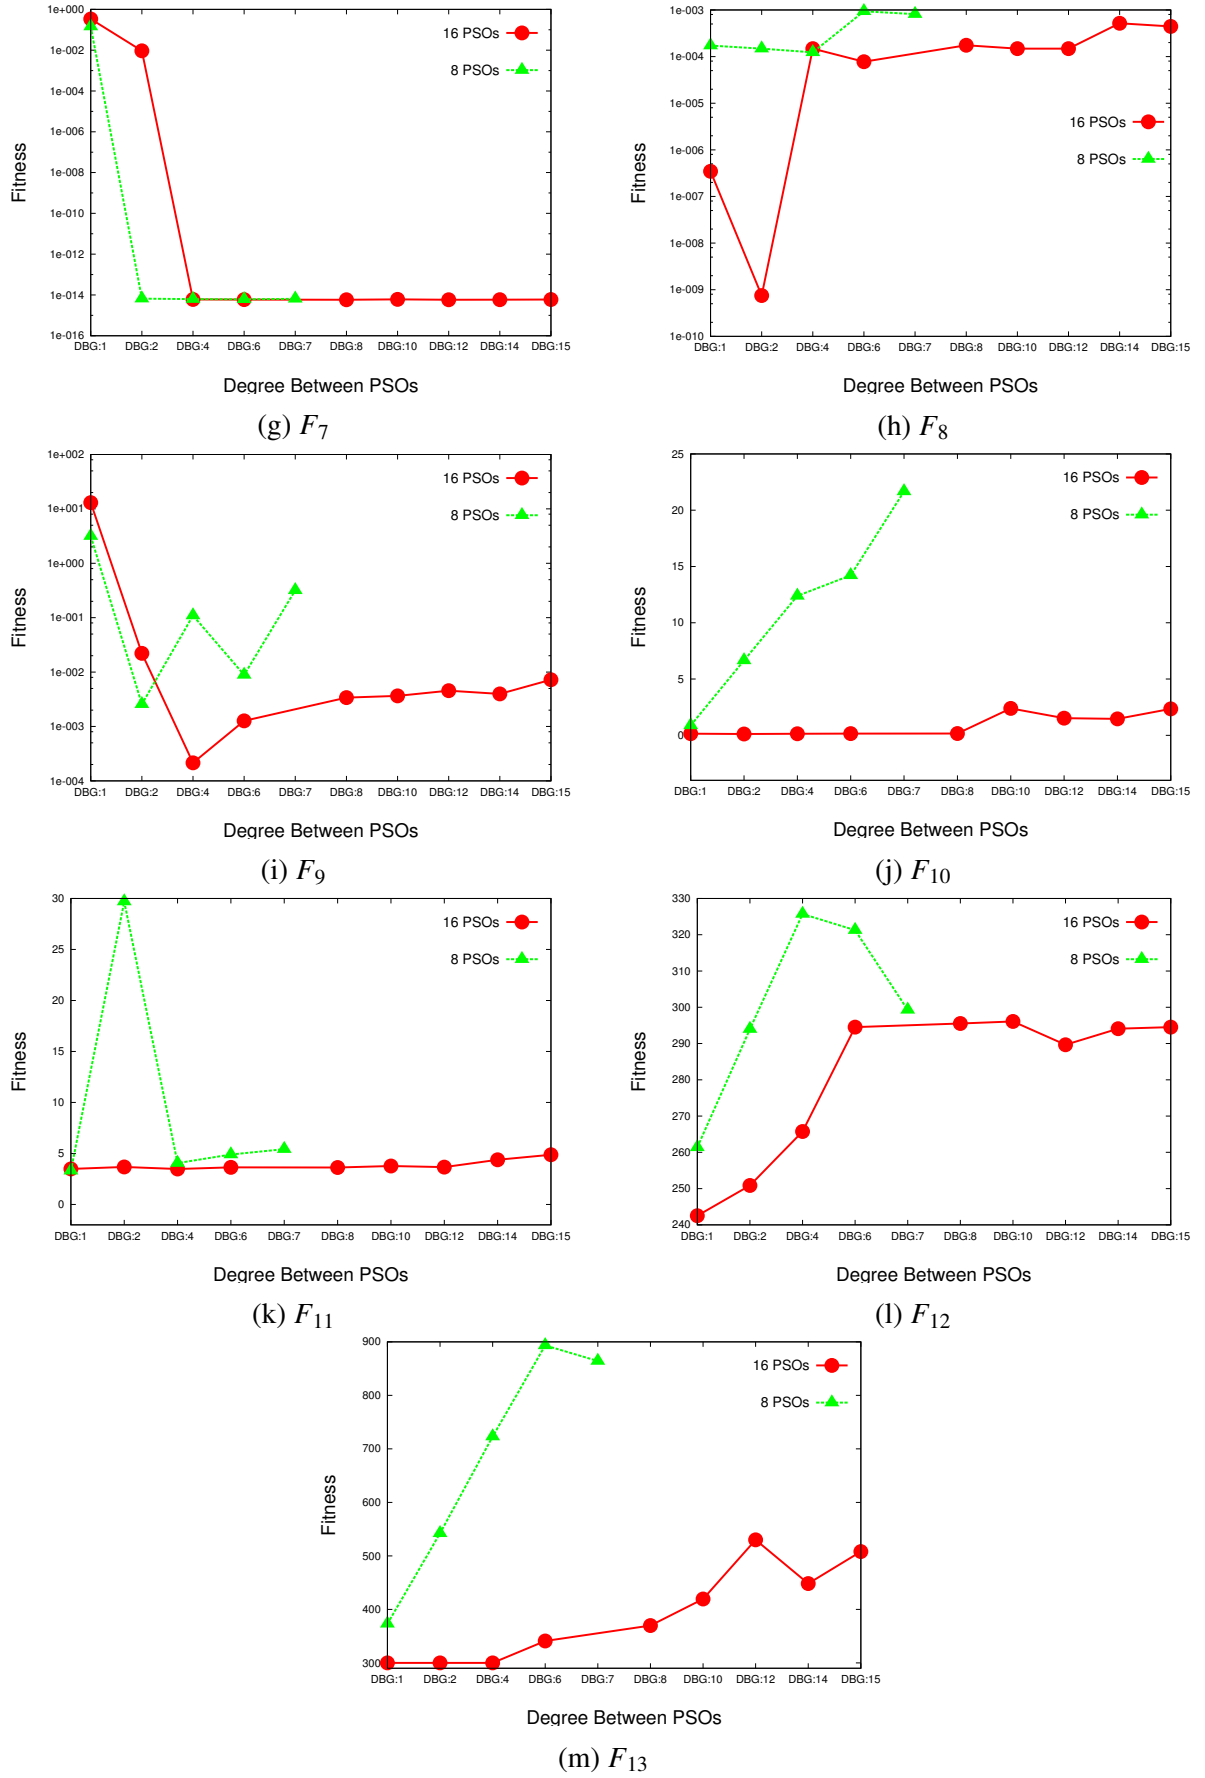 1e+000
1e-002
1e-004
1e-006
1e-008
1e-010
1e-012
1e-014
1e-016
Fitness
16 PSOs
8 PSOs
DBG:1 DBG:2 DBG:4 DBG:6 DBG:7 DBG:8 DBG:10 DBG:12 DBG:14 DBG:15
Degree Between PSOs
(g) F7
1e-003
1e-004
1e-005
1e-006
1e-007
1e-008
1e-009
1e-010
Fitness
16 PSOs
8 PSOs
DBG:1 DBG:2 DBG:4 DBG:6 DBG:7 DBG:8 DBG:10 DBG:12 DBG:14 DBG:15
Degree Between PSOs
(h) F8
1e+002
1e+001
1e+000
1e-001
1e-002
1e-003
1e-004
Fitness
16 PSOs
8 PSOs
DBG:1 DBG:2 DBG:4 DBG:6 DBG:7 DBG:8 DBG:10 DBG:12 DBG:14 DBG:15
Degree Between PSOs
(i) F9
25
20
15
10
5
0
Fitness
16 PSOs
8 PSOs
DBG:1 DBG:2 DBG:4 DBG:6 DBG:7 DBG:8 DBG:10 DBG:12 DBG:14 DBG:15
Degree Between PSOs
(j) F10
30
25
20
15
10
5
0
Fitness
16 PSOs
8 PSOs
DBG:1 DBG:2 DBG:4 DBG:6 DBG:7 DBG:8 DBG:10 DBG:12 DBG:14 DBG:15
Degree Between PSOs
(k) F11
330
320
310
300
290
280
270
260
250
240
Fitness
16 PSOs
8 PSOs
DBG:1 DBG:2 DBG:4 DBG:6 DBG:7 DBG:8 DBG:10 DBG:12 DBG:14 DBG:15
Degree Between PSOs
(l) F12
900
800
700
600
500
400
300
Fitness
16 PSOs
8 PSOs
DBG:1 DBG:2 DBG:4 DBG:6 DBG:7 DBG:8 DBG:10 DBG:12 DBG:14 DBG:15
Degree Between PSOs
(m) F13